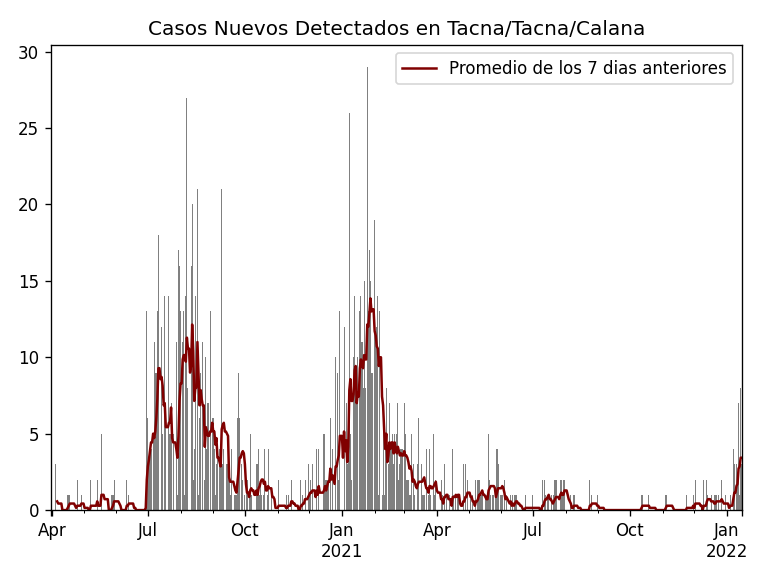 Casos Nuevos Detectados en Tacna/Tacna/Calana
Promedio de los 7 dias anteriores
30
25
20
15
10
5
0
Apr Jul Oct Jan Apr Jul Oct Jan
2021 2022